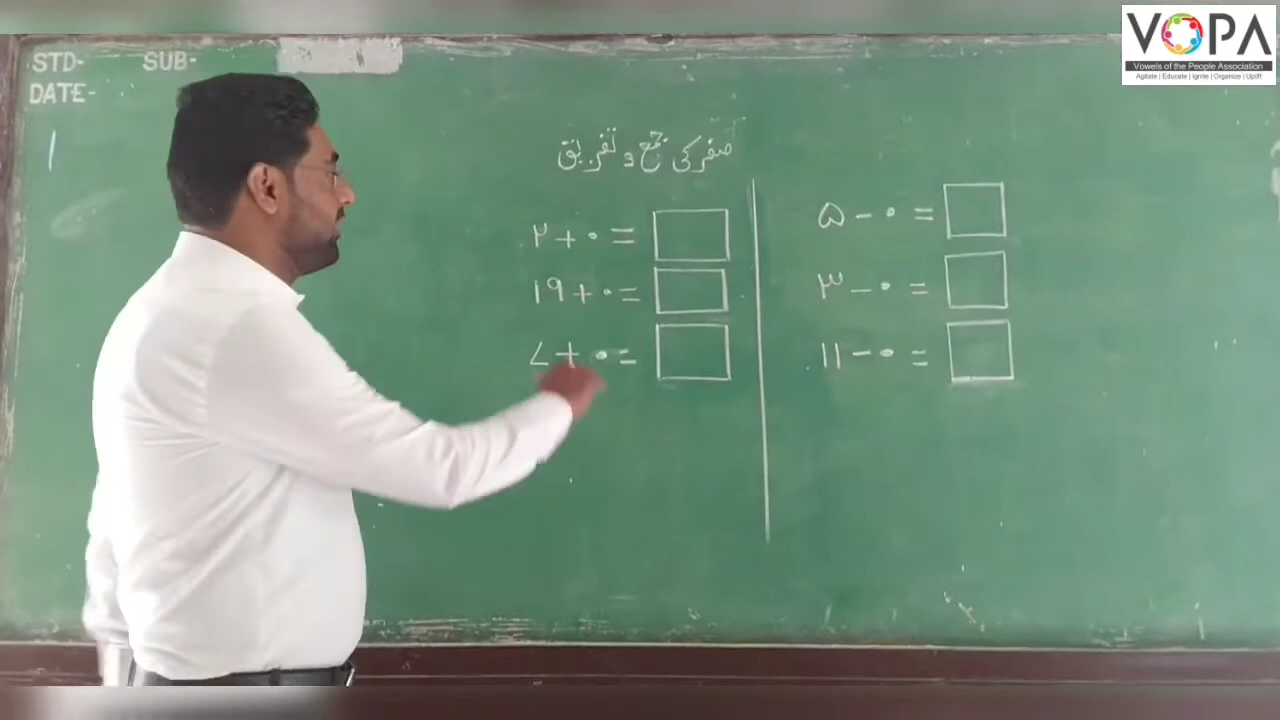 STD- SUB-
DATE-
صفر کی جمع و تفریق
۲ + ۰ =
۱۹ + ۰ =
۷ + ۰ =
۵ - ۰ =
۳ - ۰ =
۱۱ - ۰ =
VOPA
Vowels of the People Association
Agitate | Educate | Ignite | Organize | Uplift